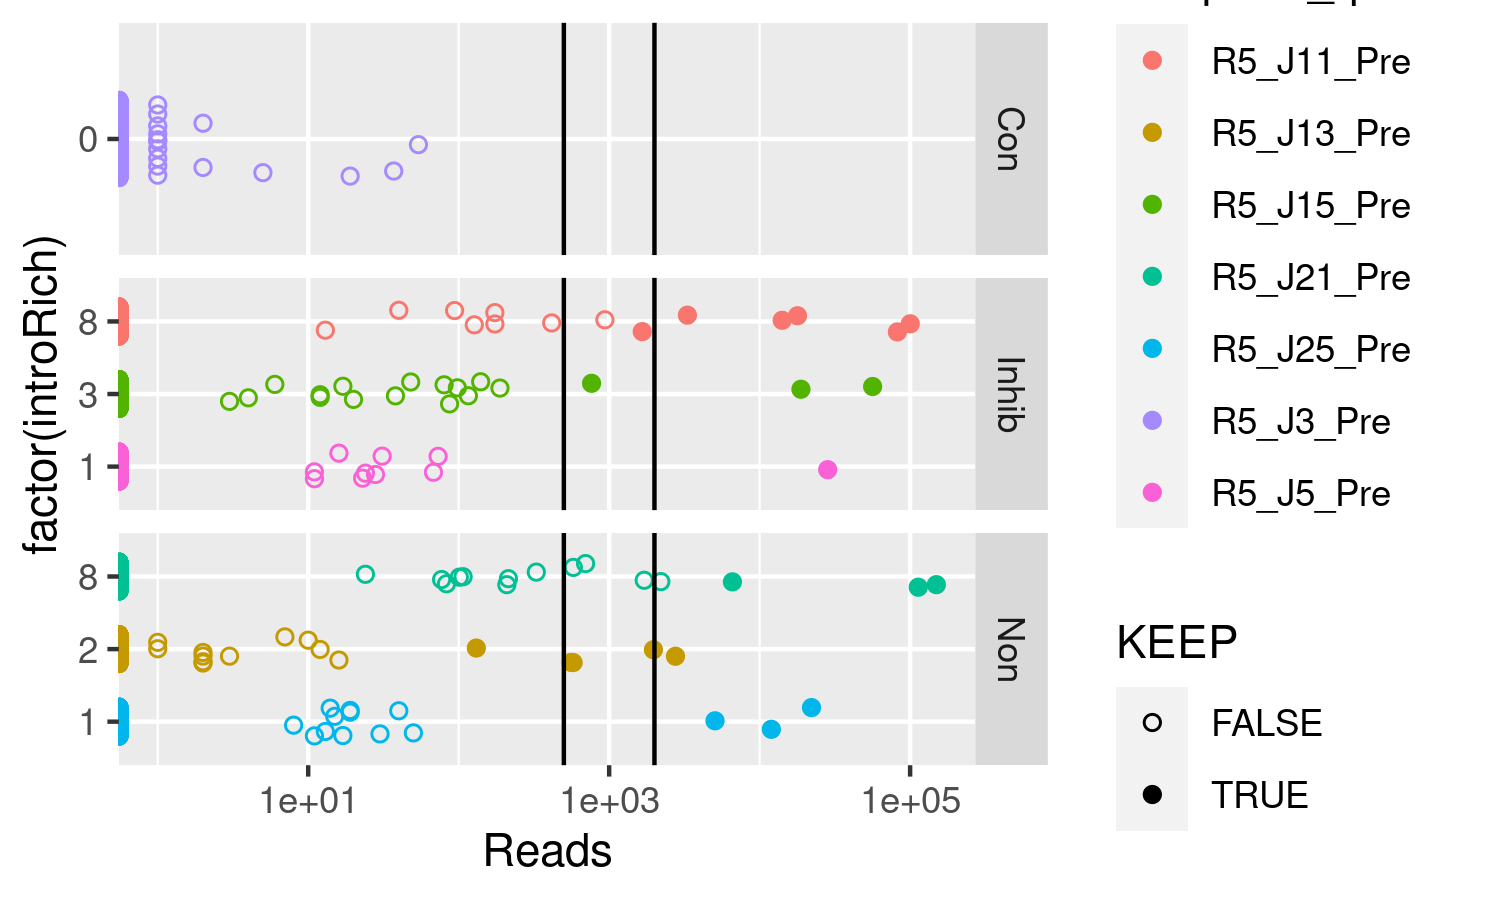 factor(introRich)
0
8
3
1
8
2
1
Con
Inhib
Non
1e+01 1e+03 1e+05
Reads
R5_J11_Pre
R5_J13_Pre
R5_J15_Pre
R5_J21_Pre
R5_J25_Pre
R5_J3_Pre
R5_J5_Pre
KEEP
FALSE
TRUE